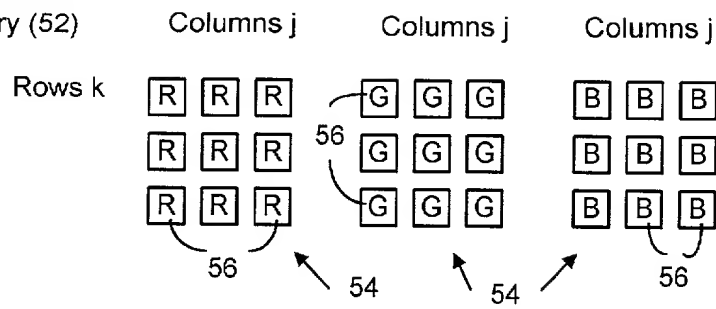 ry (52) Columns j Columns j Columns j
Rows k R R R G G G B B B
56
R R R G G G B B B
R R R G G G B B B
56 56
54 54